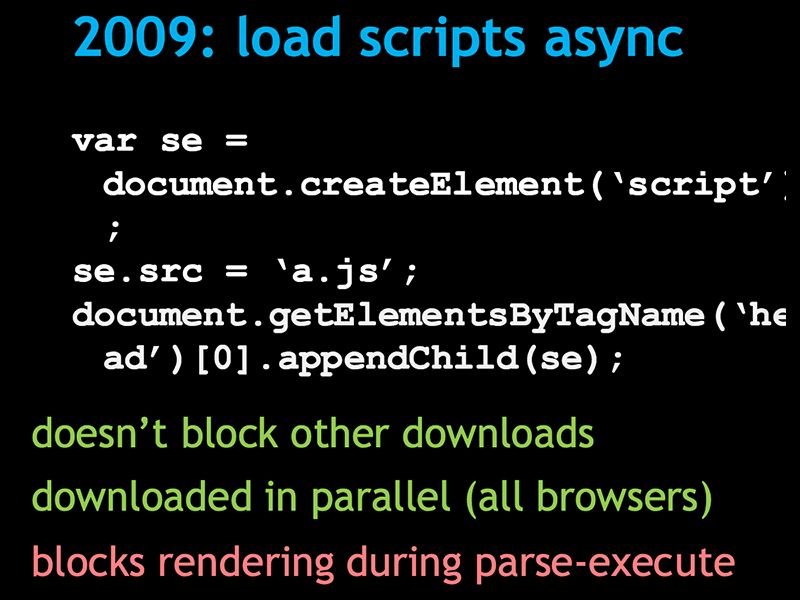 2009: load scripts async
var se =
document.createElement(‘script’)
;
se.src = ‘a.js’;
document.getElementsByTagName(‘he
ad’)[0].appendChild(se);
doesn’t block other downloads
downloaded in parallel (all browsers)
blocks rendering during parse-execute